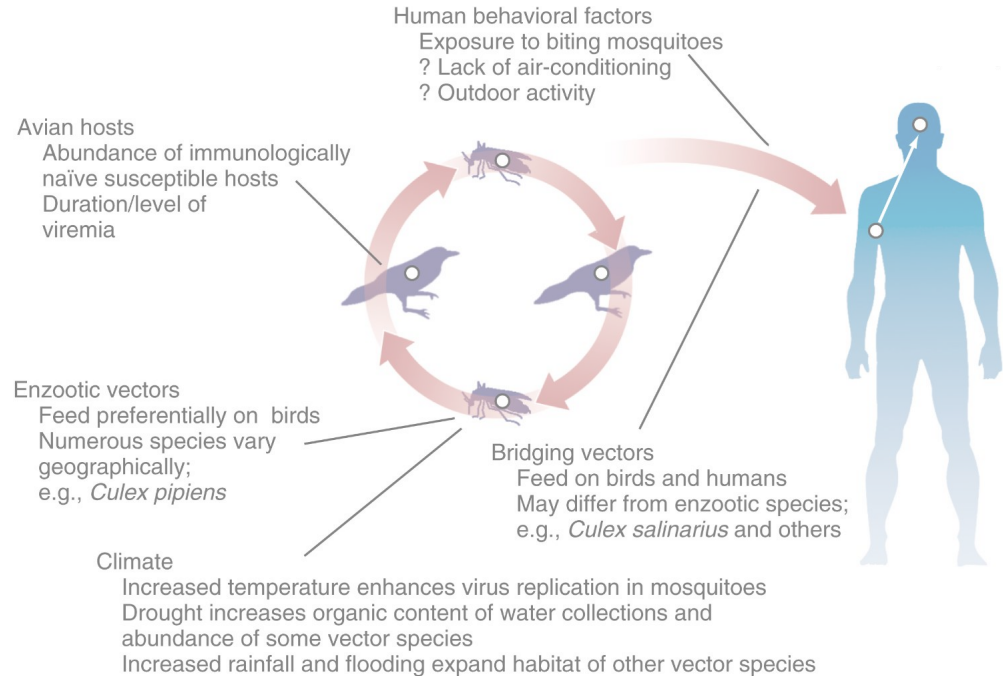 Human behavioral factors
Exposure to biting mosquitoes
? Lack of air-conditioning
? Outdoor activity
Avian hosts
Abundance of immunologically
naïve susceptible hosts
Duration/level of
viremia
Enzootic vectors
Feed preferentially on birds
Numerous species vary
geographically;
e.g., Culex pipiens
Bridging vectors
Feed on birds and humans
May differ from enzootic species;
e.g., Culex salinarius and others
Climate
Increased temperature enhances virus replication in mosquitoes
Drought increases organic content of water collections and
abundance of some vector species
Increased rainfall and flooding expand habitat of other vector species